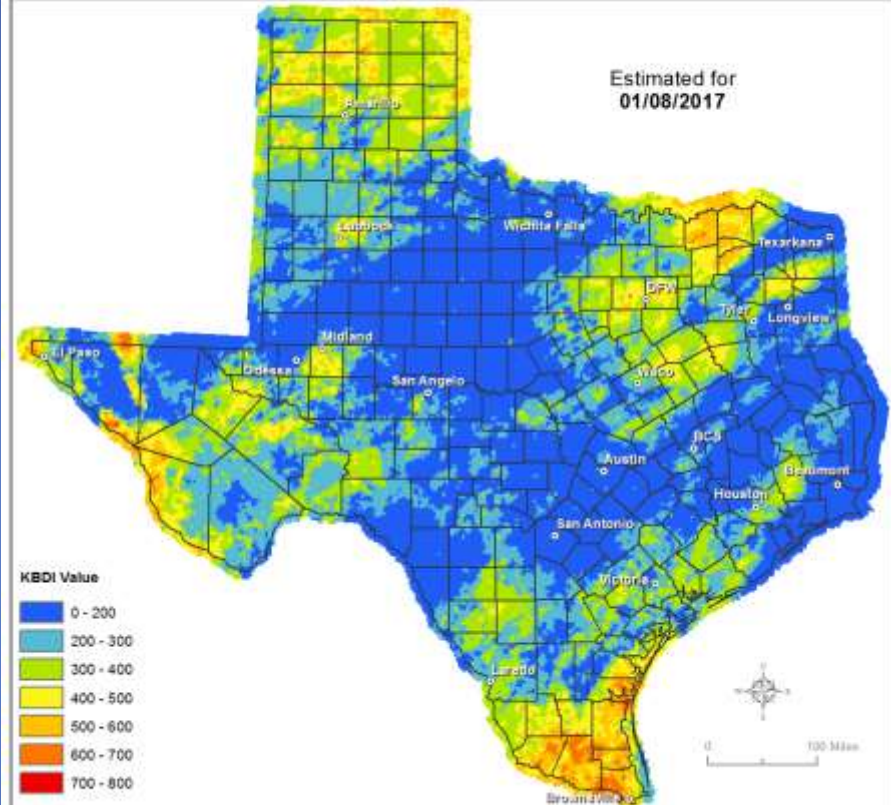 Estimated for
01/08/2017
Amarillo
Lubbock
Wichita Falls
Texarkana
DFW
Tyler
Longview
El Paso
Midland
Odessa
San Angelo
Waco
BCS
Austin
Beaumont
Houston
San Antonio
Victoria
Laredo
Brownsville
KBDI Value
0 - 200
200 - 300
300 - 400
400 - 500
500 - 600
600 - 700
700 - 800
0 100 Miles